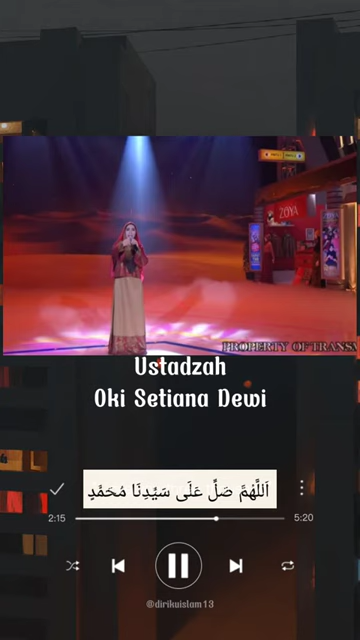 ZOYA
PROPERTY OF TRANS
Ustadzah
Oki Setiana Dewi
اَللّٰهُمَّ صَلِّ عَلَى سَيِّدِنَا مُحَمَّدٍ
2:15
5:20
@dirikuislam13